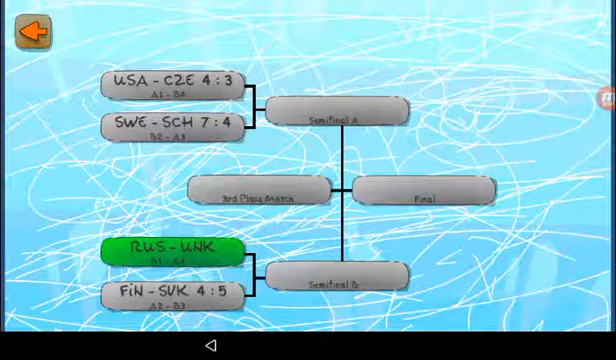 USA - CZE 4 : 3
A1 - B4
SWE - SCH 7 : 4
B2 - A3
Semifinal A
3rd Place Match
Final
RUS - UNK
B1 - A4
Semifinal B
FIN - SVK 4 : 5
A2 - B3